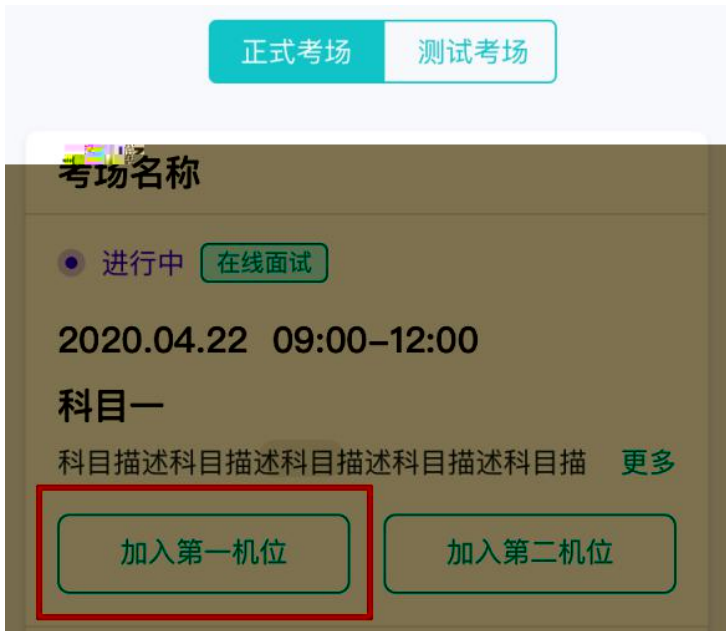 正式考场 测试考场
考场名称
进行中 在线面试
2020.04.22 09:00-12:00
科目一
科目描述科目描述科目描述科目描述科目描 更多
加入第一机位 加入第二机位